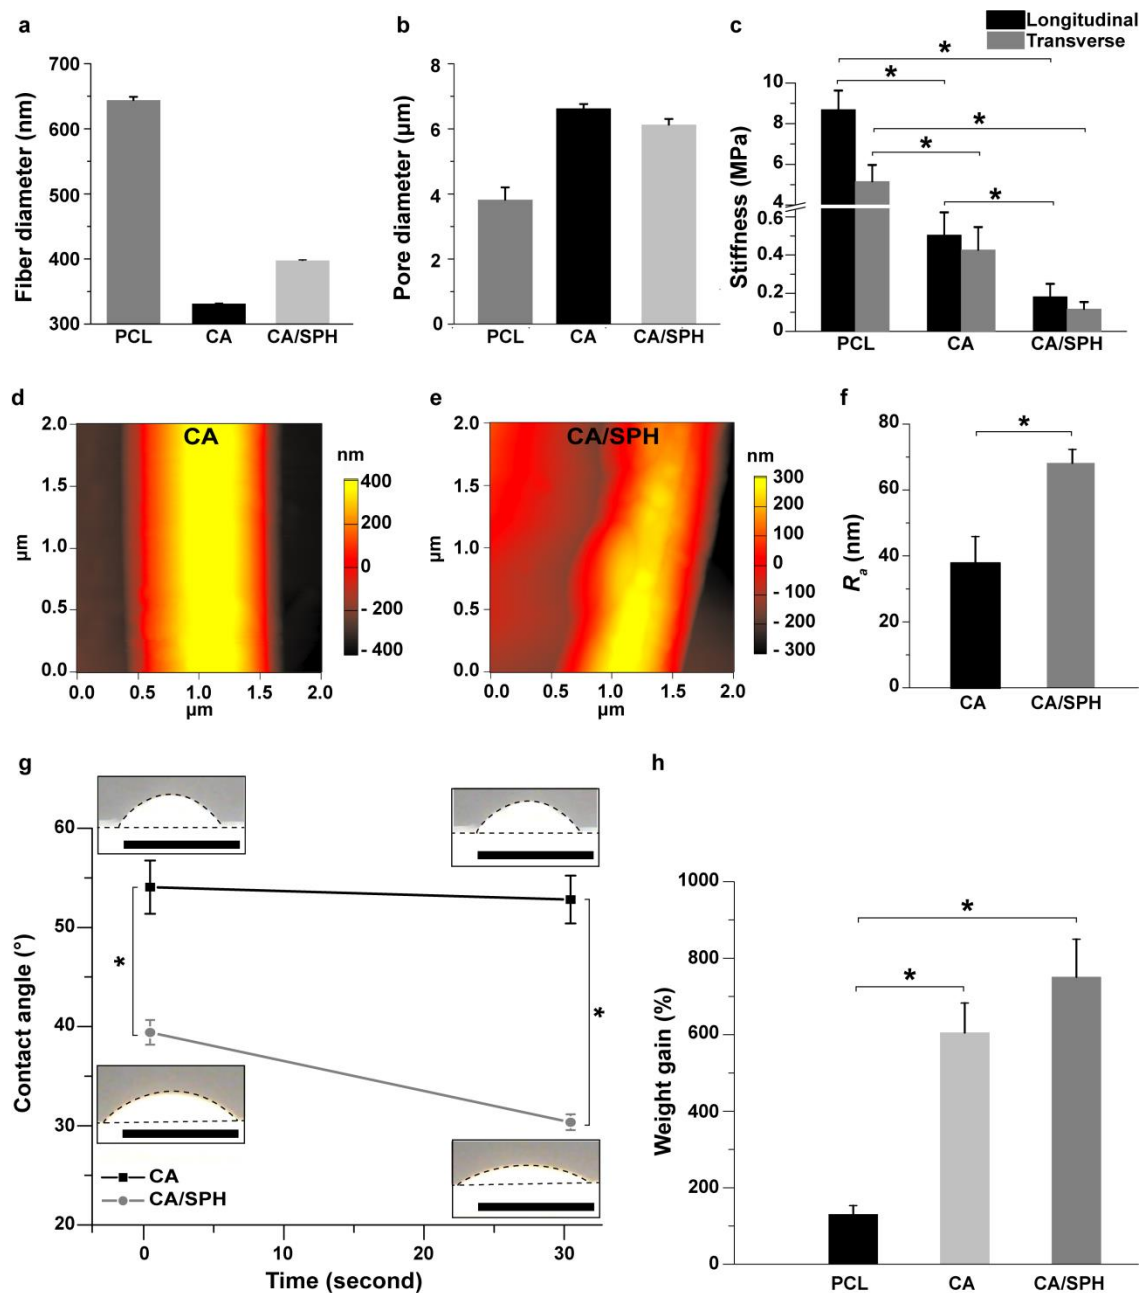 a
700
600
500
400
300
Fiber diameter (nm)
PCL CA CA/SPH
b
8
6
4
2
0
Pore diameter (µm)
PCL CA CA/SPH
c
Longitudinal
Transverse
*
*
*
*
*
10
8
6
4
0.6
0.4
0.2
0
Stiffness (MPa)
PCL CA CA/SPH
d
2.0
1.5
1.0
0.5
0.0
µm
CA
0.0 0.5 1.0 1.5 2.0
µm
nm
400
200
0
- 200
- 400
e
2.0
1.5
1.0
0.5
0.0
µm
CA/SPH
0.0 0.5 1.0 1.5 2.0
µm
nm
300
200
100
0
- 100
- 200
- 300
f
80
60
40
20
0
Ra (nm)
*
CA CA/SPH
g
60
50
40
30
20
Contact angle (°)
*
*
CA
CA/SPH
0 10 20 30
Time (second)
h
1000
800
600
400
200
0
Weight gain (%)
*
*
PCL CA CA/SPH